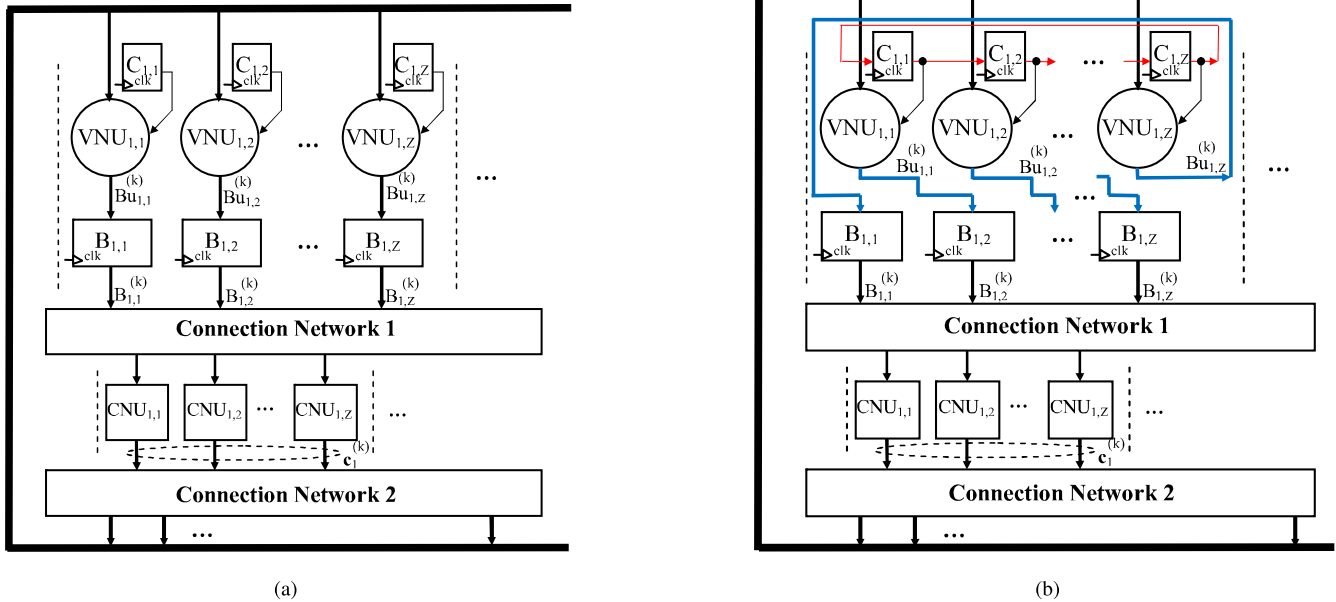 C1,1 C1,2 C1,Z
clk clk clk
VNU1,1 VNU1,2 ... VNU1,Z
...
Bu1,1(k) Bu1,2(k) Bu1,Z(k)
B1,1 B1,2 ... B1,Z
clk clk clk
B1,1(k) B1,2(k) B1,Z(k)
Connection Network 1
CNU1,1 CNU1,2 ... CNU1,Z ...
c1(k)
Connection Network 2
...
(a)
C1,1 C1,2 ... C1,Z
clk clk clk
VNU1,1 VNU1,2 ... VNU1,Z
Bu1,1(k) Bu1,2(k) Bu1,Z(k)
...
...
B1,1 B1,2 ... B1,Z
clk clk clk
B1,1(k) B1,2(k) B1,Z(k)
Connection Network 1
CNU1,1 CNU1,2 ... CNU1,Z ...
c1(k)
Connection Network 2
...
(b)